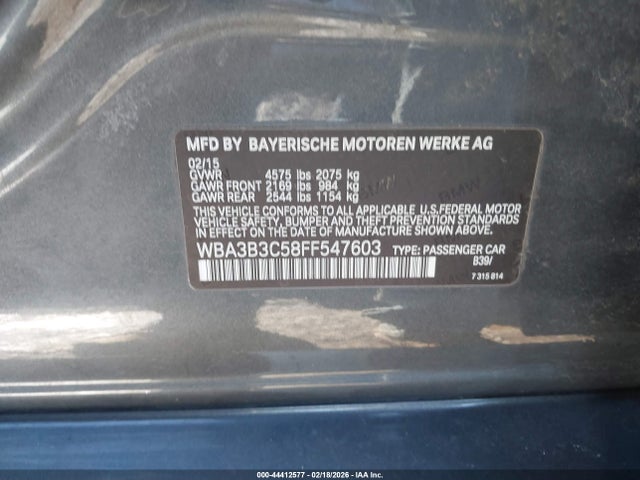 MFD BY BAYERISCHE MOTOREN WERKE AG
02/15
GVWR 4575 lbs 2075 kg
GAWR FRONT 2169 lbs 984 kg
GAWR REAR 2544 lbs 1154 kg
THIS VEHICLE CONFORMS TO ALL APPLICABLE U.S.FEDERAL MOTOR
VEHICLE SAFETY, BUMPER AND THEFT PREVENTION STANDARDS
IN EFFECT ON THE DATE OF MANUFACTURE SHOWN ABOVE.
WBA3B3C58FF547603 TYPE: PASSENGER CAR
B39/
7 315 814
000-44412577 - 02/18/2026 - IAA Inc.